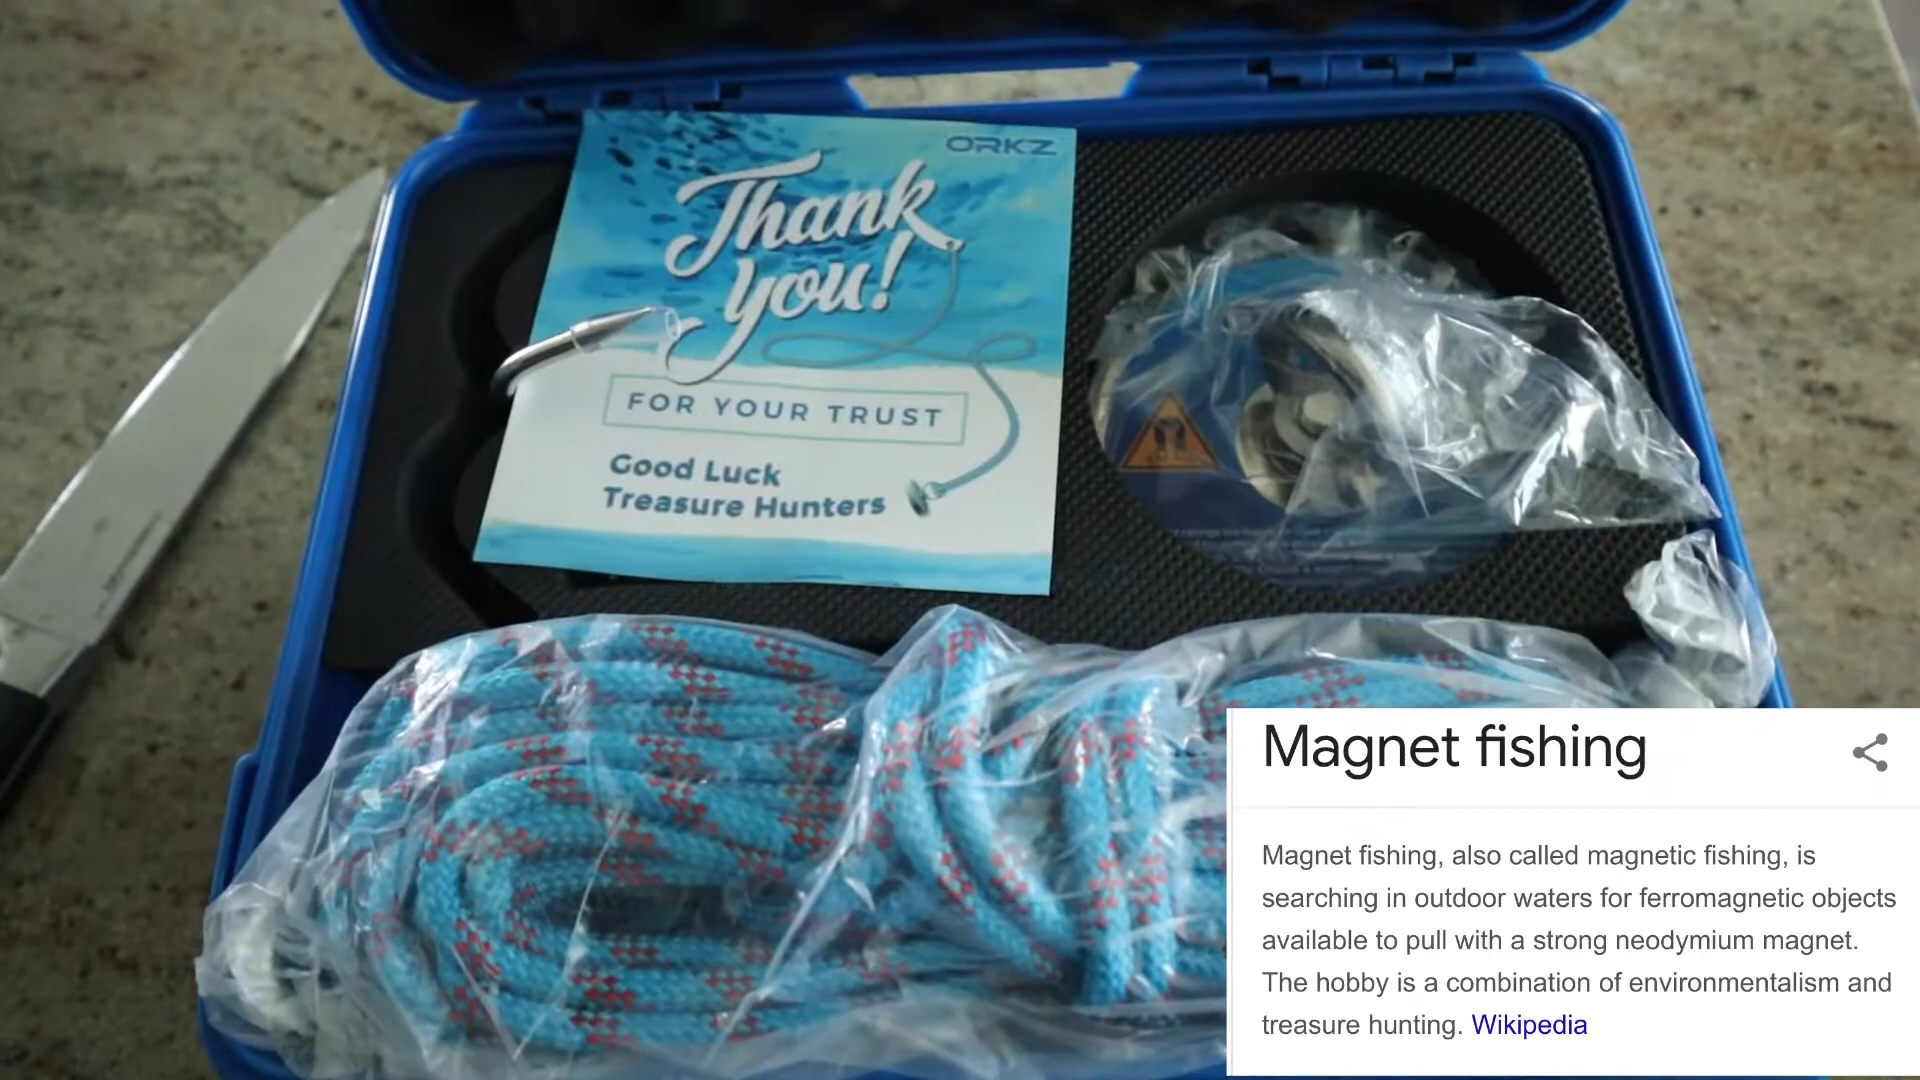 ORKZ
Thank
you!
FOR YOUR TRUST
Good Luck
Treasure Hunters
Magnet fishing
Magnet fishing, also called magnetic fishing, is
searching in outdoor waters for ferromagnetic objects
available to pull with a strong neodymium magnet.
The hobby is a combination of environmentalism and
treasure hunting. Wikipedia